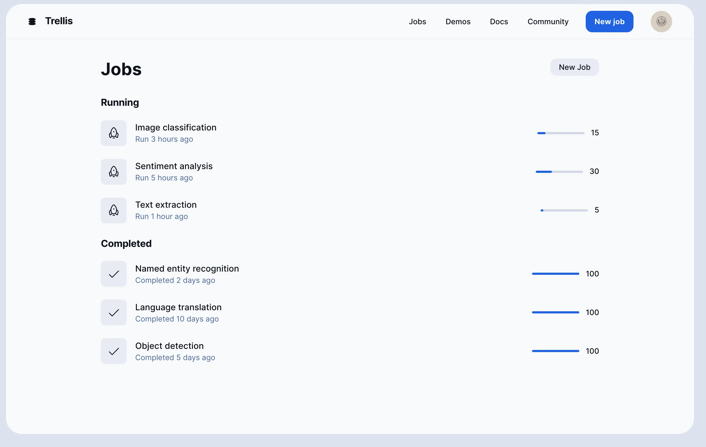 Trellis
Jobs
Demos
Docs
Community
New job
Jobs
New Job
Running
Image classification
Run 3 hours ago
15
Sentiment analysis
Run 5 hours ago
30
Text extraction
Run 1 hour ago
5
Completed
Named entity recognition
Completed 2 days ago
100
Language translation
Completed 10 days ago
100
Object detection
Completed 5 days ago
100